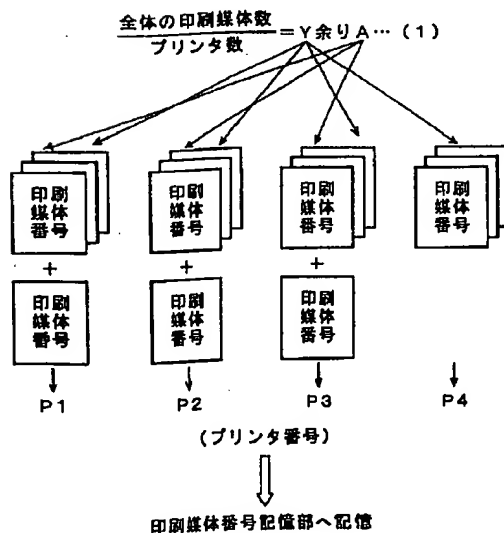 全体の印刷媒体数
プリンタ数
=Y余りA…(1)
印刷媒体番号
印刷媒体番号
印刷媒体番号
印刷媒体番号
+
+
+
印刷媒体番号
印刷媒体番号
印刷媒体番号
P1
P2
P3
P4
(プリンタ番号)
印刷媒体番号記憶部へ記憶